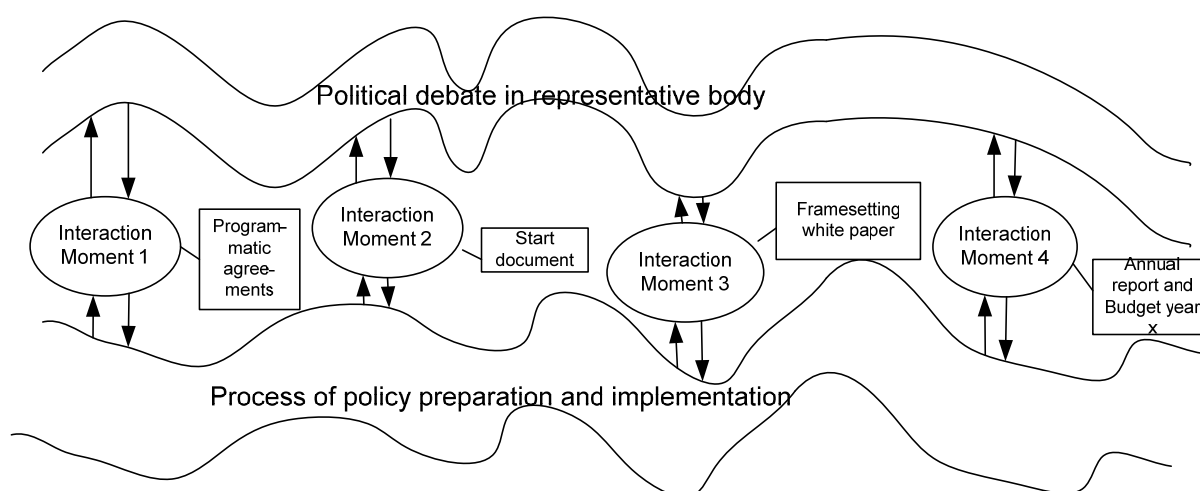 Political debate in representative body
Interaction
Moment 1
Program-
matic
agree-
ments
Interaction
Moment 2
Start
document
Interaction
Moment 3
Framesetting
white paper
Interaction
Moment 4
Annual
report and
Budget year
x
Process of policy preparation and implementation